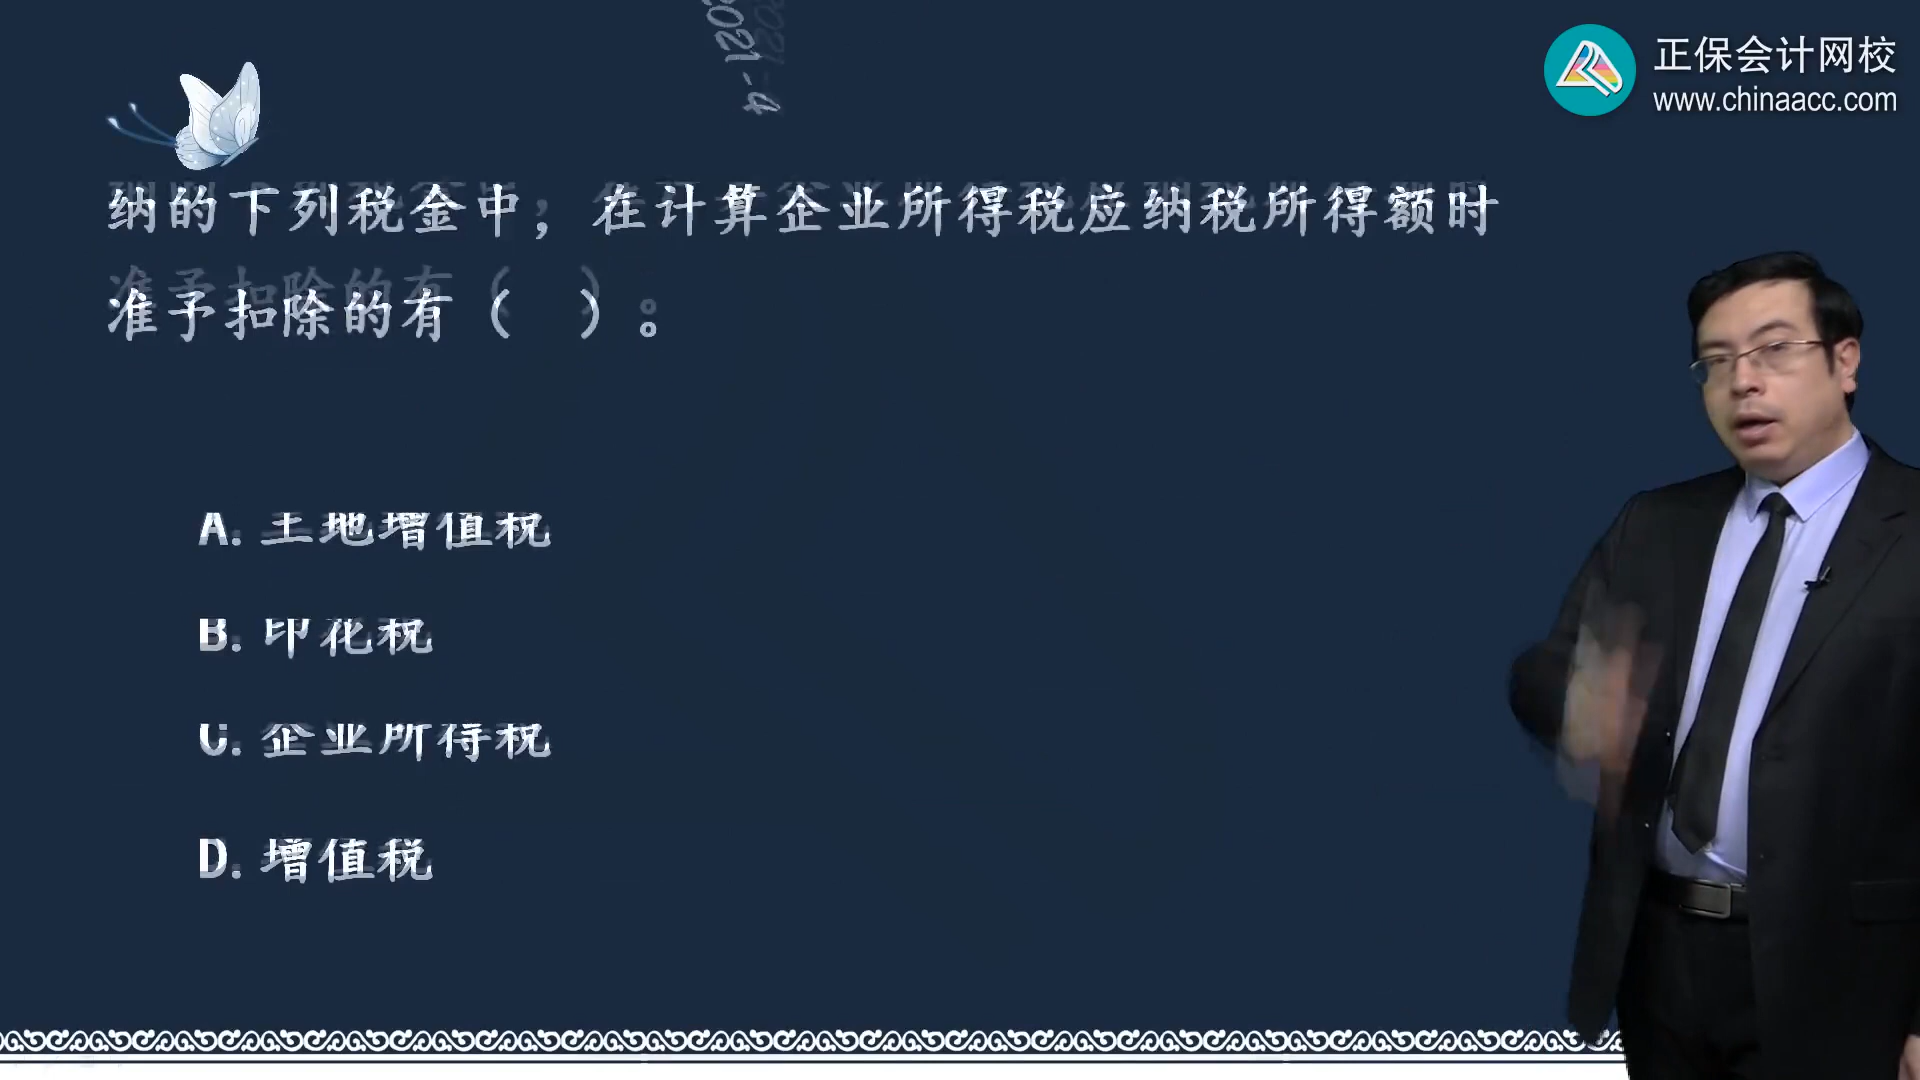 正保会计网校
www.chinaacc.com
纳的下列税金中，在计算企业所得税应纳税所得额时
准予扣除的有（ ）。
A. 土地增值税
B. 印花税
C. 企业所得税
D. 增值税